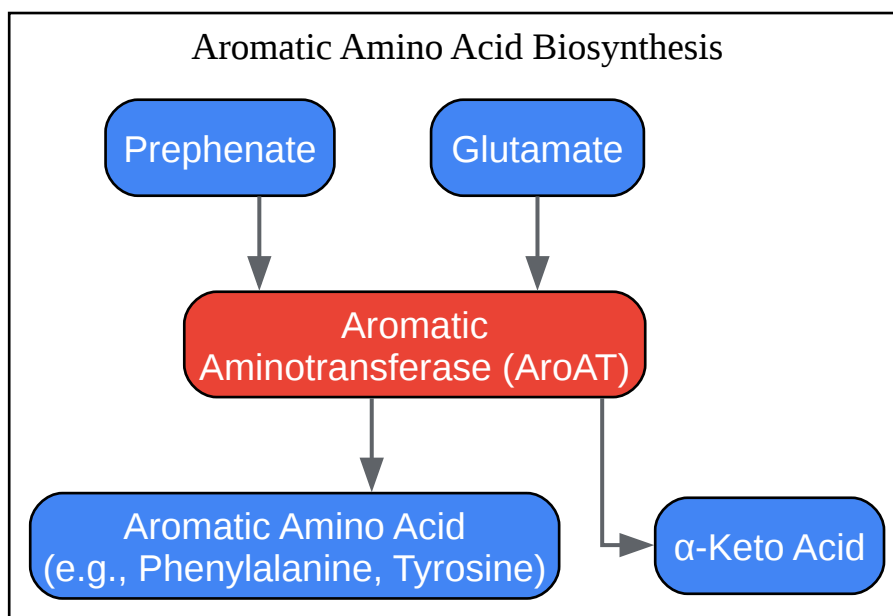 Aromatic Amino Acid Biosynthesis
Prephenate
Glutamate
Aromatic
Aminotransferase (AroAT)
Aromatic Amino Acid
(e.g., Phenylalanine, Tyrosine)
α-Keto Acid